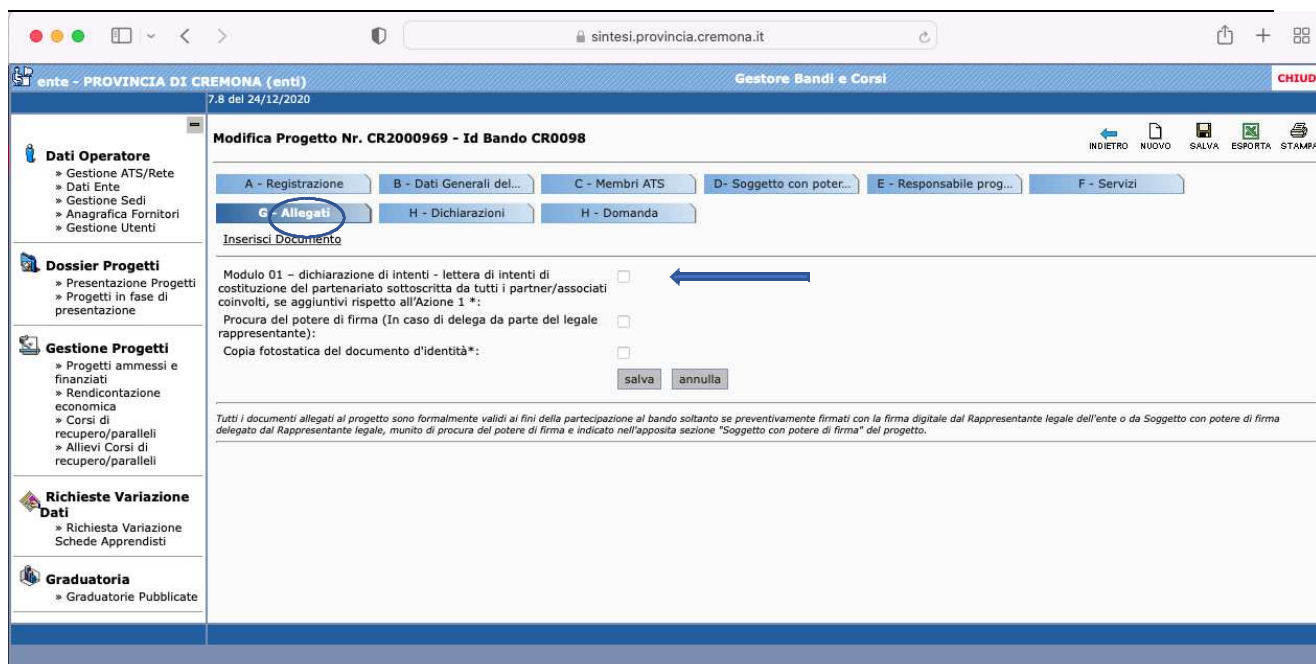 sintesi.provincia.cremona.it
ente - PROVINCIA DI CREMONA (enti)
Gestore Bandi e Corsi
CHIUD
7.8 del 24/12/2020
Modifica Progetto Nr. CR2000969 - Id Bando CR0098
INDIETRO NUOVO SALVA ESPORTA STAMPA
Dati Operatore
» Gestione ATS/Rete
» Dati Ente
» Gestione Sedi
» Anagrafica Fornitori
» Gestione Utenti
Dossier Progetti
» Presentazione Progetti
» Progetti in fase di
presentazione
Gestione Progetti
» Progetti ammessi e
finanziati
» Rendicontazione
economica
» Corsi di
recupero/paralleli
» Allievi Corsi di
recupero/paralleli
Richieste Variazione
Dati
» Richiesta Variazione
Schede Apprendisti
Graduatoria
» Graduatorie Pubblicate
A - Registrazione B - Dati Generali del... C - Membri ATS D- Soggetto con poter... E - Responsabile prog... F - Servizi
G - Allegati H - Dichiarazioni H - Domanda
Inserisci Documento
Modulo 01 – dichiarazione di intenti - lettera di intenti di
costituzione del partenariato sottoscritta da tutti i partner/associati
coinvolti, se aggiuntivi rispetto all'Azione 1 *:
Procura del potere di firma (In caso di delega da parte del legale
rappresentante):
Copia fotostatica del documento d'identità*:
salva annulla
Tutti i documenti allegati al progetto sono formalmente validi ai fini della partecipazione al bando soltanto se preventivamente firmati con la firma digitale dal Rappresentante legale dell'ente o da Soggetto con potere di firma
delegato dal Rappresentante legale, munito di procura del potere di firma e indicato nell'apposita sezione "Soggetto con potere di firma" del progetto.